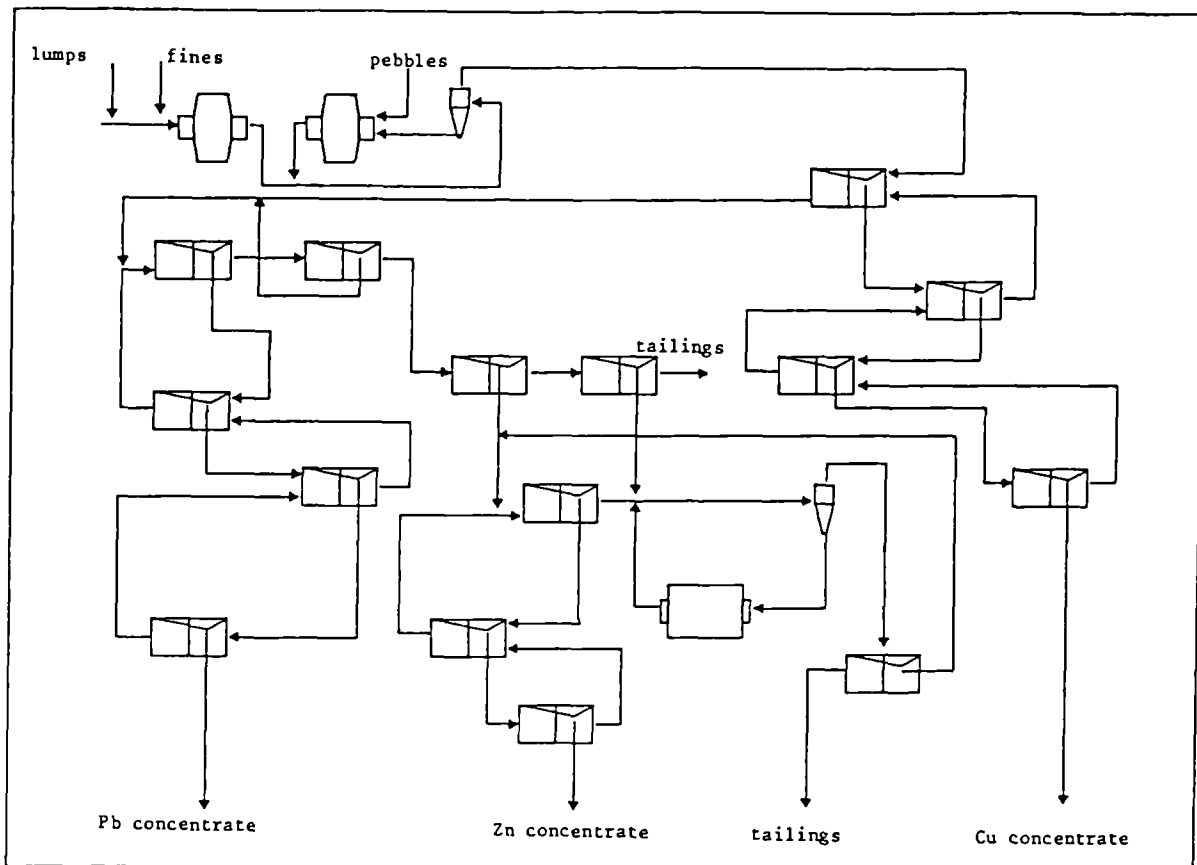 lumps
fines
pebbles
tailings
Pb concentrate
Zn concentrate
tailings
Cu concentrate